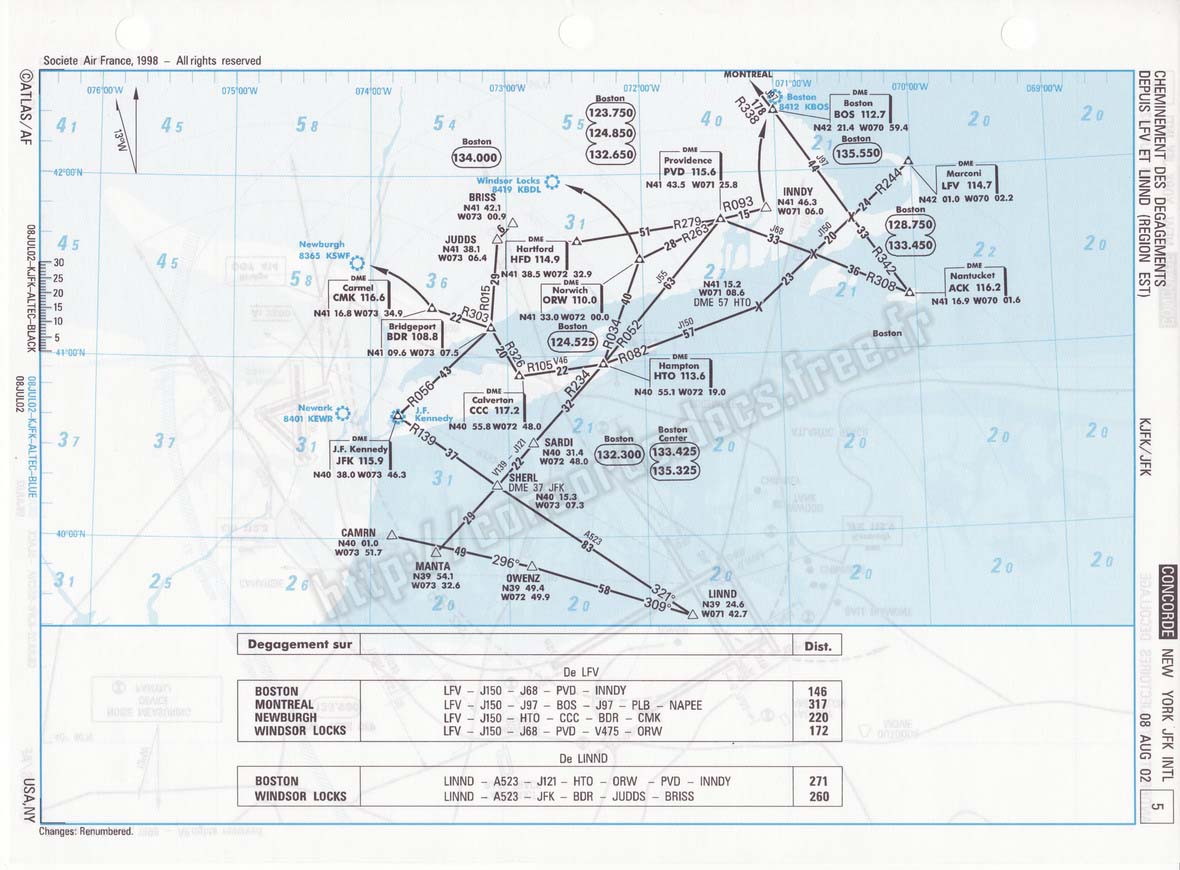 Societe Air France, 1998 – All rights reserved
©ATLAS/AF
076°00'W
075°00'W
074°00'W
073°00'W
072°00'W
071°00'W
070°00'W
MONTREAL
13°W
41
45
58
55
40
20
20
Boston
123.750
124.850
132.650
Boston
134.000
J97
178
R338
Boston
8412 KBOS
DME
Boston
BOS 112.7
N42 21.4 W070 59.4
21
Boston
135.550
42°00'N
Windsor Locks
8419 KBDL
DME
Providence
PVD 115.6
N41 43.5 W071 25.8
44
J97
R244
DME
Marconi
LFV 114.7
N42 01.0 W070 02.2
BRISS
N41 42.1
W073 00.9
INNDY
N41 46.3
W071 06.0
24
Boston
128.750
133.450
6
31
R279
R093
51
15
28
R263
J68
33
20
J150
33
JUDDS
N41 38.1
W073 06.4
DME
Hartford
HFD 114.9
N41 38.5 W072 32.9
Newburgh
8365 KSWF
45
45
22
20
R342
36
R308
DME
Nantucket
ACK 116.2
N41 16.9 W070 01.6
DME
Carmel
CMK 116.6
N41 16.8 W073 34.9
36
29
R015
DME
Norwich
ORW 110.0
N41 33.0 W072 00.0
J55
63
27
23
N41 15.2
W071 08.6
DME 57 HTO
21
40
22
R303
Bridgeport
BDR 108.8
N41 09.6 W073 07.5
Boston
124.525
R034
R052
J150
57
Boston
41°00'N
20
R326
R105
V46
22
R082
DME
Hampton
HTO 113.6
N40 55.1 W072 19.0
43
R056
DME
Calverton
CCC 117.2
N40 55.8 W072 48.0
R234
32
Newark
8401 KEWR
J.F.
Kennedy
37
37
31
R139
37
DME
J.F. Kennedy
JFK 115.9
N40 38.0 W073 46.3
21
20
20
20
SARDI
N40 31.4
W072 48.0
Boston
132.300
Boston
Center
133.425
135.325
V139 – J121
22
31
SHERL
DME 37 JFK
N40 15.3
W073 07.3
29
40°00'N
CAMRN
N40 01.0
W073 51.7
A523
83
49
296°
MANTA
N39 54.1
W073 32.6
OWENZ
N39 49.4
W072 49.9
58
321°
309°
LINND
N39 24.6
W071 42.7
31
25
26
20
20
20
20
20
http://concorde-docs.free.fr
30
25
20
15
10
5
08JUL02–KJFK–ALTEC–BLACK
08JUL02–KJFK–ALTEC–BLUE
08JUL02
Degagement sur
Dist.
De LFV
BOSTON LFV – J150 – J68 – PVD – INNDY 146
MONTREAL LFV – J150 – J97 – BOS – J97 – PLB – NAPEE 317
NEWBURGH LFV – J150 – HTO – CCC – BDR – CMK 220
WINDSOR LOCKS LFV – J150 – J68 – PVD – V475 – ORW 172
De LINND
BOSTON LINND – A523 – J121 – HTO – ORW – PVD – INNDY 271
WINDSOR LOCKS LINND – A523 – JFK – BDR – JUDDS – BRISS 260
Changes: Renumbered.
USA,NY
CHEMINEMENT DES DEGAGEMENTS
DEPUIS LFV ET LINND (REGION EST)
KJFK/JFK
CONCORDE NEW YORK JFK INTL
08 AUG 02
5